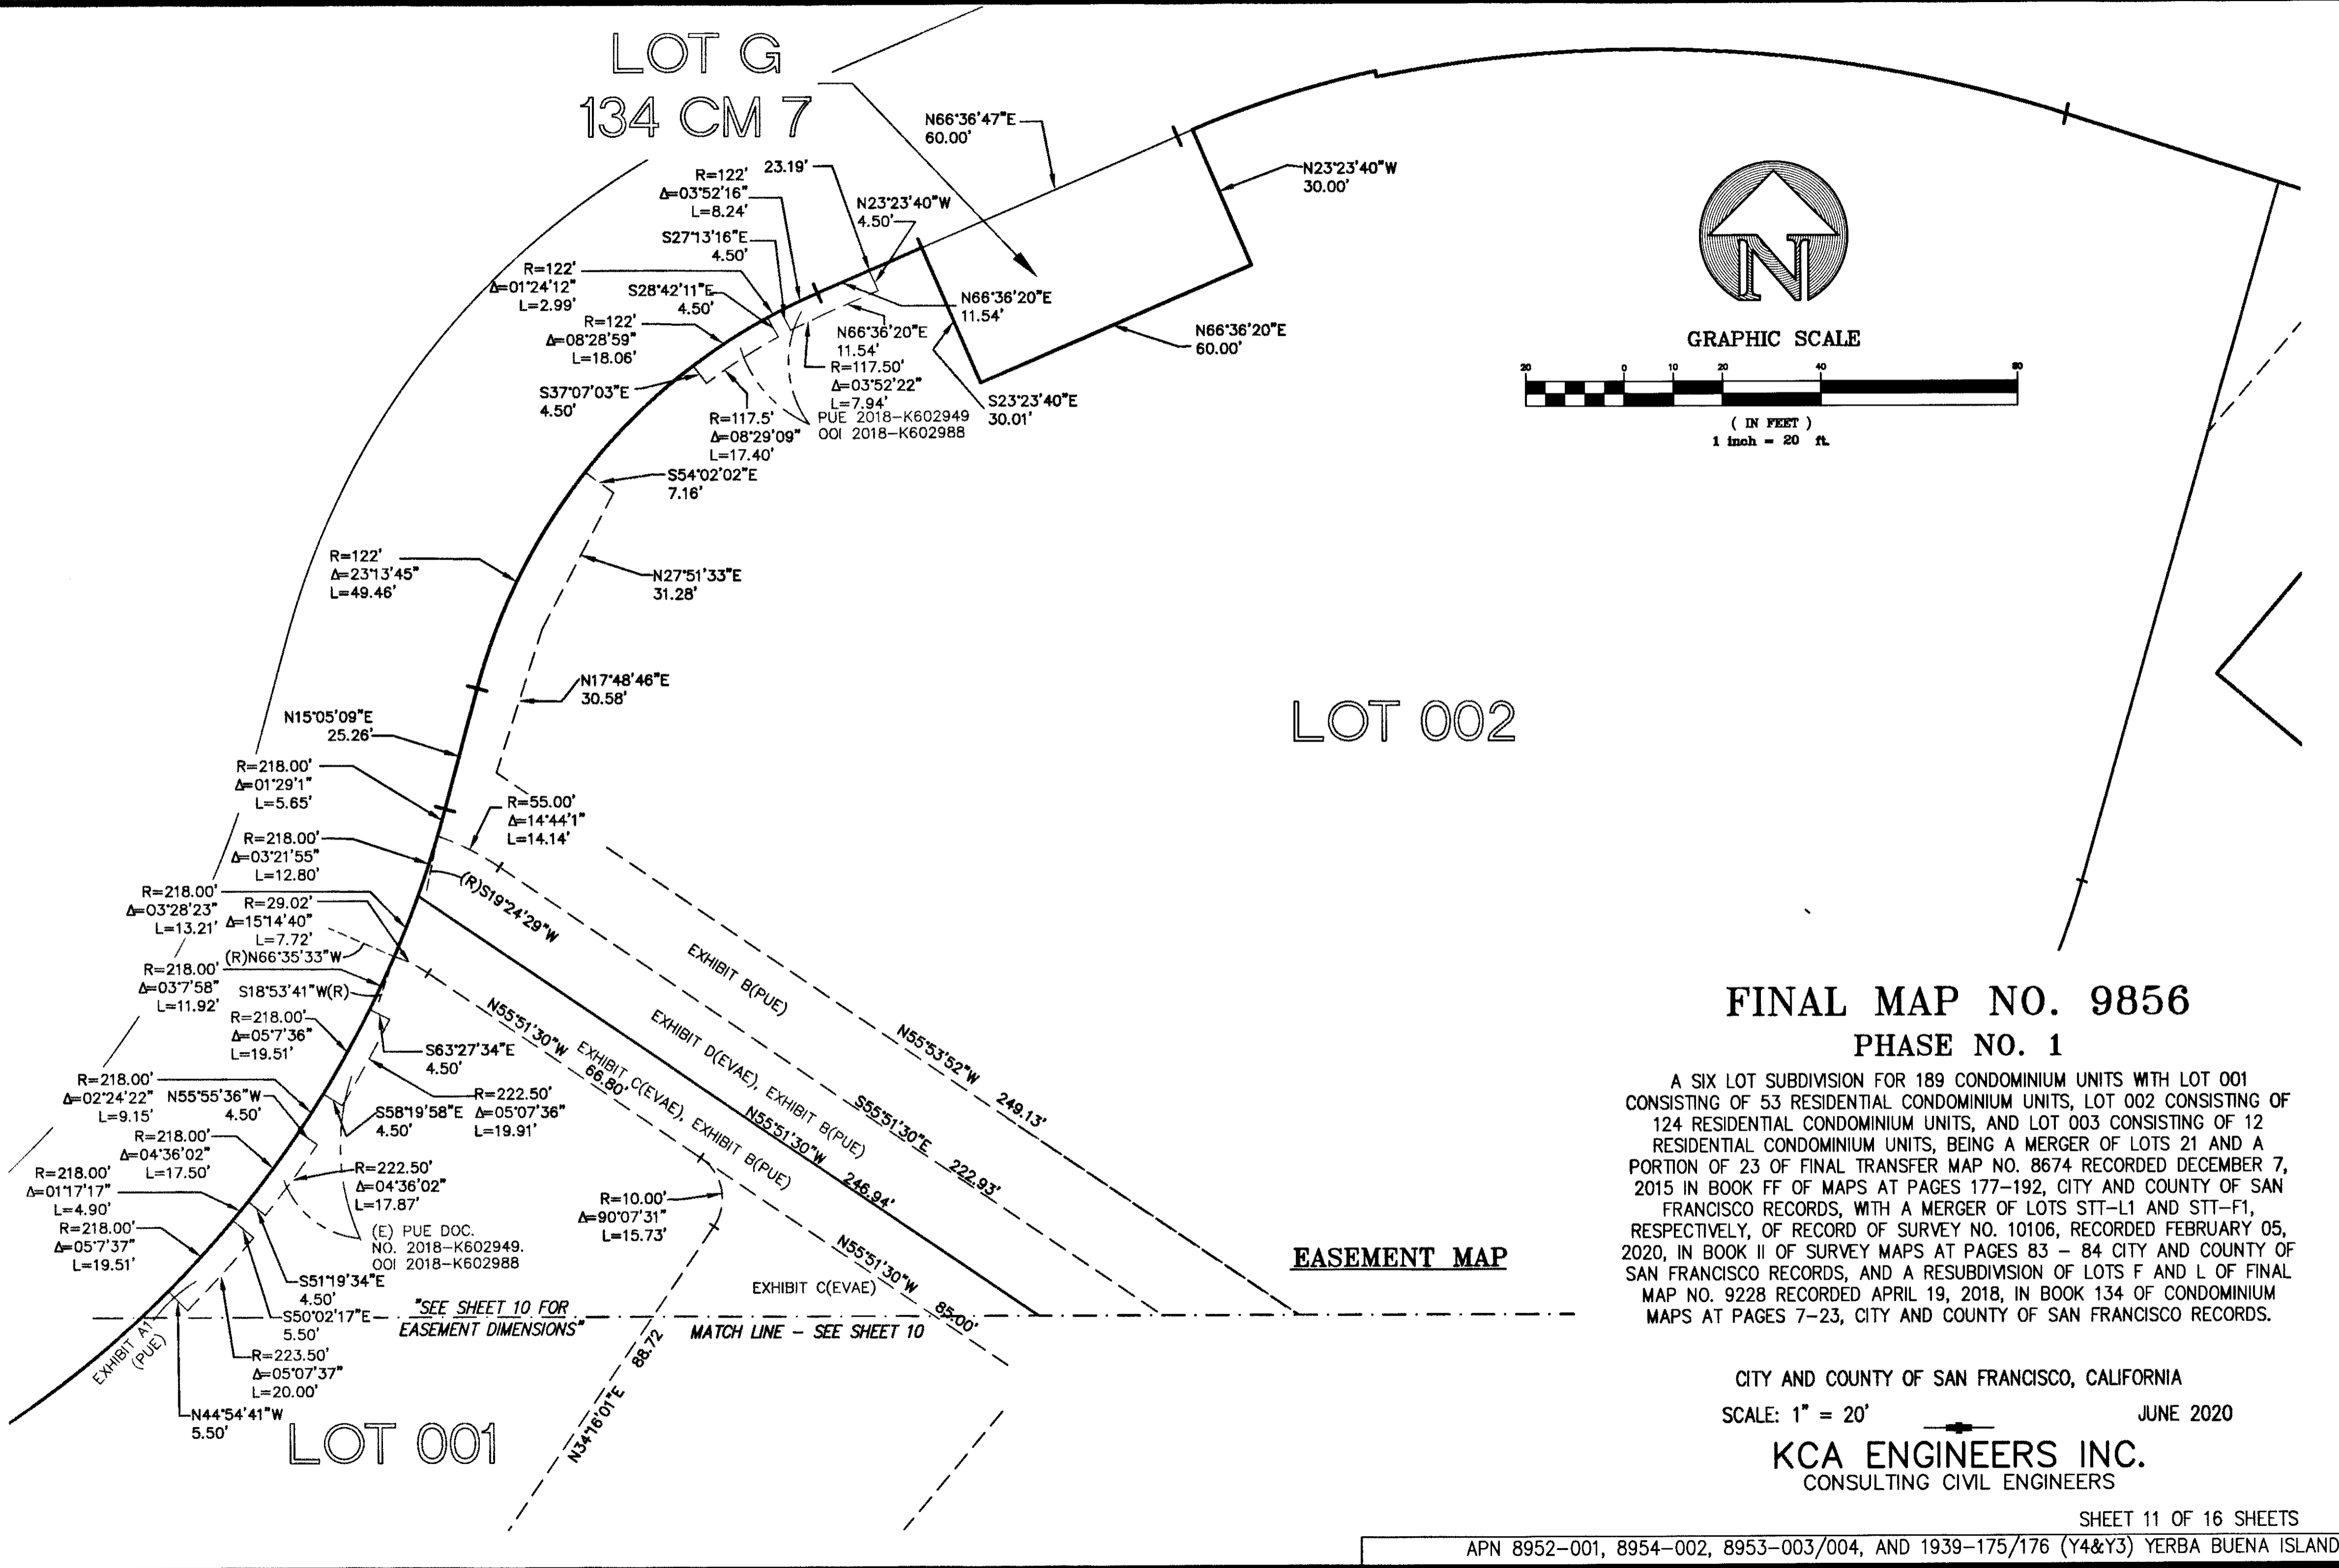 LOT G
134 CM 7
N66°36'47"E
60.00'
23.19'
R=122'
Δ=03°52'16"
L=8.24'
N23°23'40"W
4.50'
N23°23'40"W
30.00'
S27°13'16"E
4.50'
R=122'
Δ=01°24'12"
L=2.99'
S28°42'11"E
4.50'
R=122'
Δ=08°28'59"
L=18.06'
N66°36'20"E
11.54'
N66°36'20"E
11.54'
N66°36'20"E
60.00'
R=117.50'
Δ=03°52'22"
L=7.94'
S37°07'03"E
4.50'
S23°23'40"E
30.01'
R=117.5'
Δ=08°29'09"
L=17.40'
PUE 2018-K602949
OOI 2018-K602988
S54°02'02"E
7.16'
N
GRAPHIC SCALE
20 0 10 20 40 80
( IN FEET )
1 inch = 20 ft.
R=122'
Δ=23°13'45"
L=49.46'
N27°51'33"E
31.28'
N17°48'46"E
30.58'
N15°05'09"E
25.26'
LOT 002
R=218.00'
Δ=01°29'1"
L=5.65'
R=55.00'
Δ=14°44'1"
L=14.14'
R=218.00'
Δ=03°21'55"
L=12.80'
(R)S19°24'29"W
R=218.00'
Δ=03°28'23"
L=13.21'
R=29.02'
Δ=15°14'40"
L=7.72'
(R)N66°35'33"W
R=218.00'
Δ=03°7'58"
L=11.92'
S18°53'41"W(R)
R=218.00'
Δ=05°7'36"
L=19.51'
S63°27'34"E
4.50'
R=218.00'
Δ=02°24'22"
L=9.15'
N55°55'36"W
4.50'
R=222.50'
Δ=05°07'36"
L=19.91'
S58°19'58"E
4.50'
R=218.00'
Δ=04°36'02"
L=17.50'
R=222.50'
Δ=04°36'02"
L=17.87'
R=218.00'
Δ=01°17'17"
L=4.90'
R=218.00'
Δ=05°7'37"
L=19.51'
(E) PUE DOC.
NO. 2018-K602949.
OOI 2018-K602988
S51°19'34"E
4.50'
S50°02'17"E
5.50'
R=223.50'
Δ=05°07'37"
L=20.00'
N44°54'41"W
5.50'
EXHIBIT A1
(PUE)
EXHIBIT B(PUE)
N55°53'52"W 249.13'
EXHIBIT D(EVAE), EXHIBIT B(PUE)
S55°51'30"E 222.93'
N55°51'30"W 246.94'
N55°51'30"W
66.80'
EXHIBIT C(EVAE), EXHIBIT B(PUE)
R=10.00'
Δ=90°07'31"
L=15.73'
N55°51'30"W 85.00'
EXHIBIT C(EVAE)
EASEMENT MAP
"SEE SHEET 10 FOR
EASEMENT DIMENSIONS"
MATCH LINE - SEE SHEET 10
N34°16'01"E 88.72
LOT 001
FINAL MAP NO. 9856
PHASE NO. 1
A SIX LOT SUBDIVISION FOR 189 CONDOMINIUM UNITS WITH LOT 001
CONSISTING OF 53 RESIDENTIAL CONDOMINIUM UNITS, LOT 002 CONSISTING OF
124 RESIDENTIAL CONDOMINIUM UNITS, AND LOT 003 CONSISTING OF 12
RESIDENTIAL CONDOMINIUM UNITS, BEING A MERGER OF LOTS 21 AND A
PORTION OF 23 OF FINAL TRANSFER MAP NO. 8674 RECORDED DECEMBER 7,
2015 IN BOOK FF OF MAPS AT PAGES 177-192, CITY AND COUNTY OF SAN
FRANCISCO RECORDS, WITH A MERGER OF LOTS STT-L1 AND STT-F1,
RESPECTIVELY, OF RECORD OF SURVEY NO. 10106, RECORDED FEBRUARY 05,
2020, IN BOOK II OF SURVEY MAPS AT PAGES 83 - 84 CITY AND COUNTY OF
SAN FRANCISCO RECORDS, AND A RESUBDIVISION OF LOTS F AND L OF FINAL
MAP NO. 9228 RECORDED APRIL 19, 2018, IN BOOK 134 OF CONDOMINIUM
MAPS AT PAGES 7-23, CITY AND COUNTY OF SAN FRANCISCO RECORDS.
CITY AND COUNTY OF SAN FRANCISCO, CALIFORNIA
SCALE: 1" = 20' JUNE 2020
KCA ENGINEERS INC.
CONSULTING CIVIL ENGINEERS
SHEET 11 OF 16 SHEETS
APN 8952-001, 8954-002, 8953-003/004, AND 1939-175/176 (Y4&Y3) YERBA BUENA ISLAND